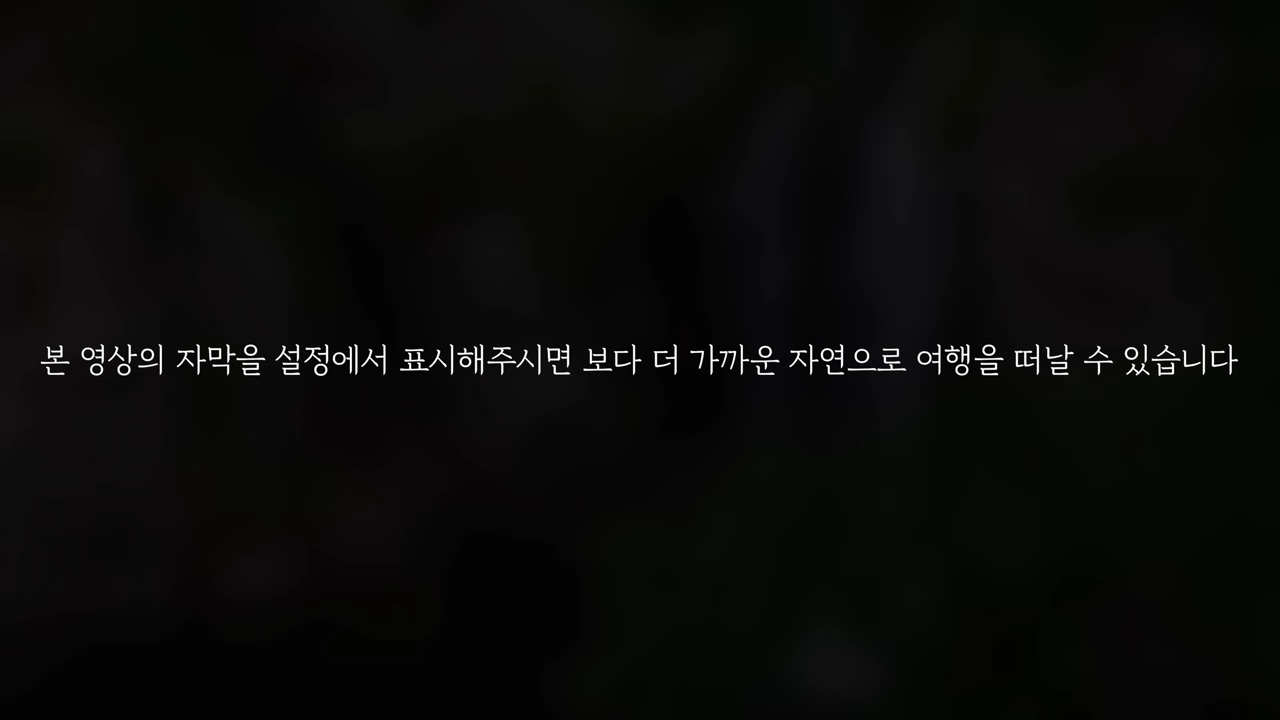 본 영상의 자막을 설정에서 표시해주시면 보다 더 가까운 자연으로 여행을 떠날 수 있습니다